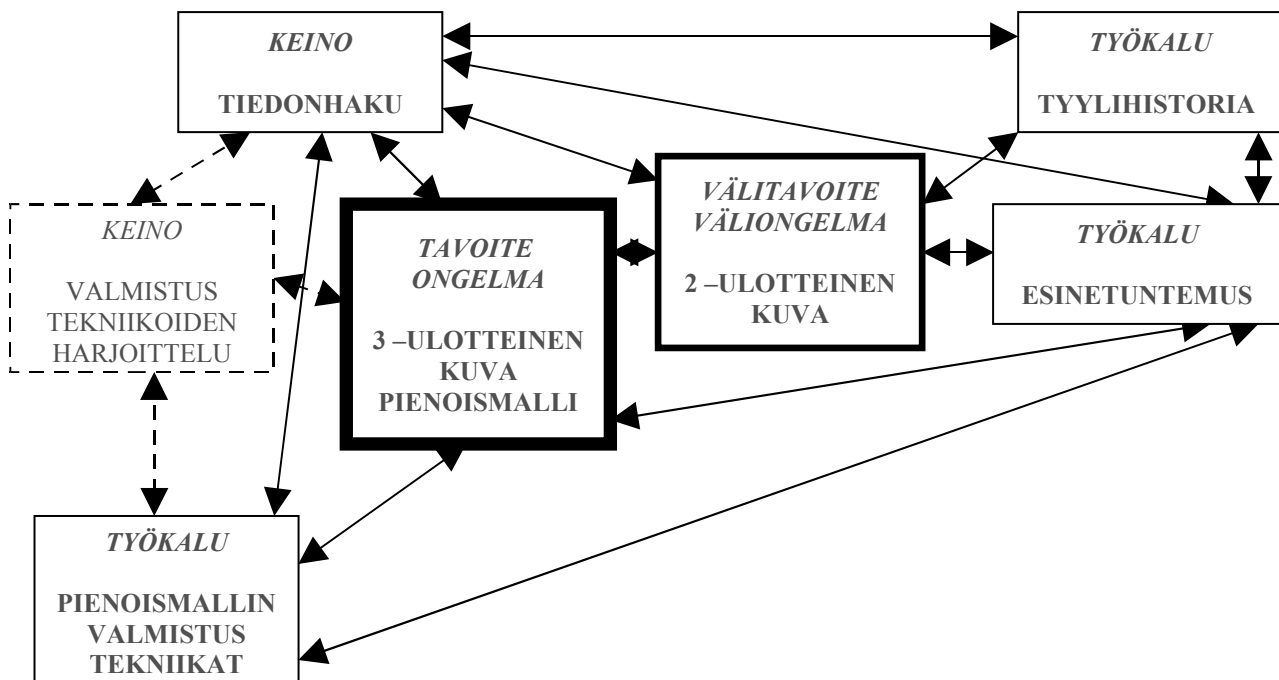 KEINO
TIEDONHAKU
TYÖKALU
TYYLIHISTORIA
KEINO
VALMISTUS
TEKNIIKOIDEN
HARJOITTELU
TAVOITE
ONGELMA
3 –ULOTTEINEN
KUVA
PIENOISMALLI
VÄLITAVOITE
VÄLIONGELMA
2 –ULOTTEINEN
KUVA
TYÖKALU
ESINETUNTEMUS
TYÖKALU
PIENOISMALLIN
VALMISTUS
TEKNIIKAT